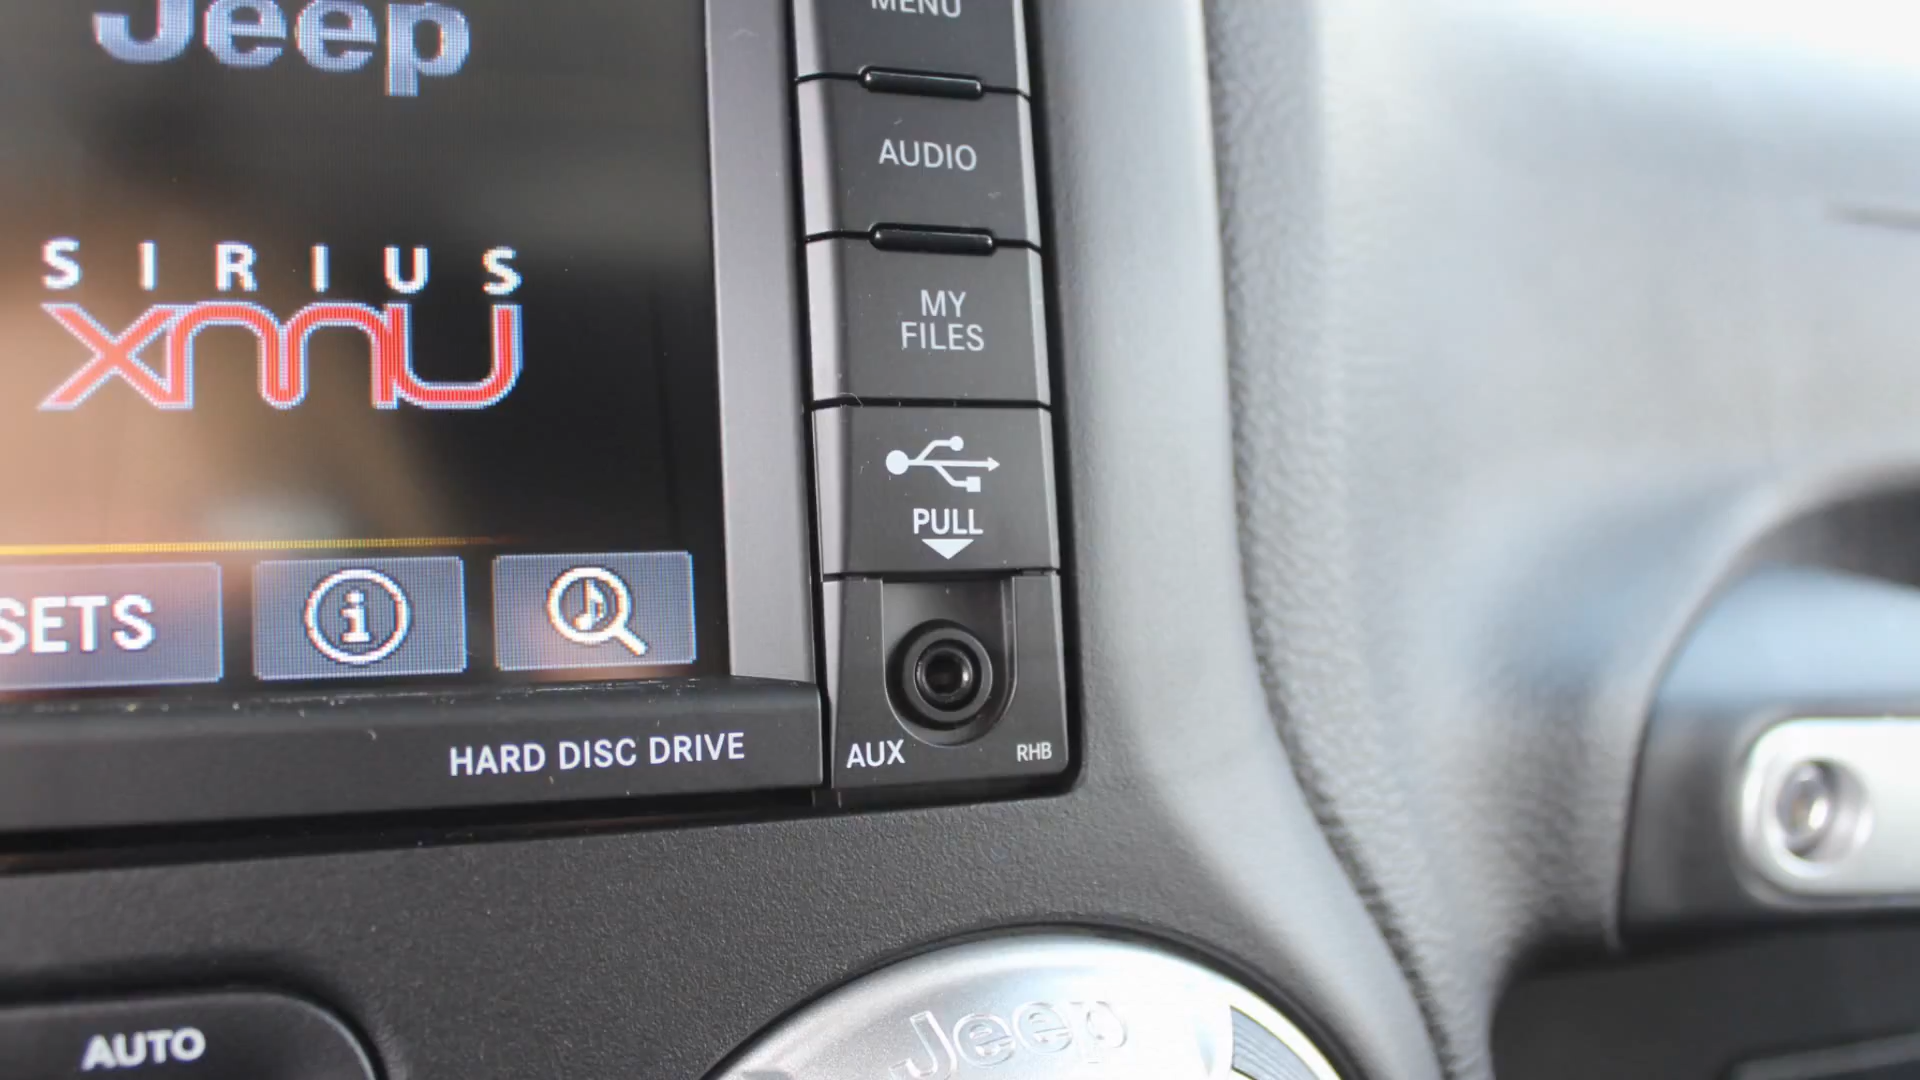 Jeep
SIRIUS
xmu
SETS
MENU
AUDIO
MY
FILES
PULL
AUX
RHB
HARD DISC DRIVE
AUTO
Jeep